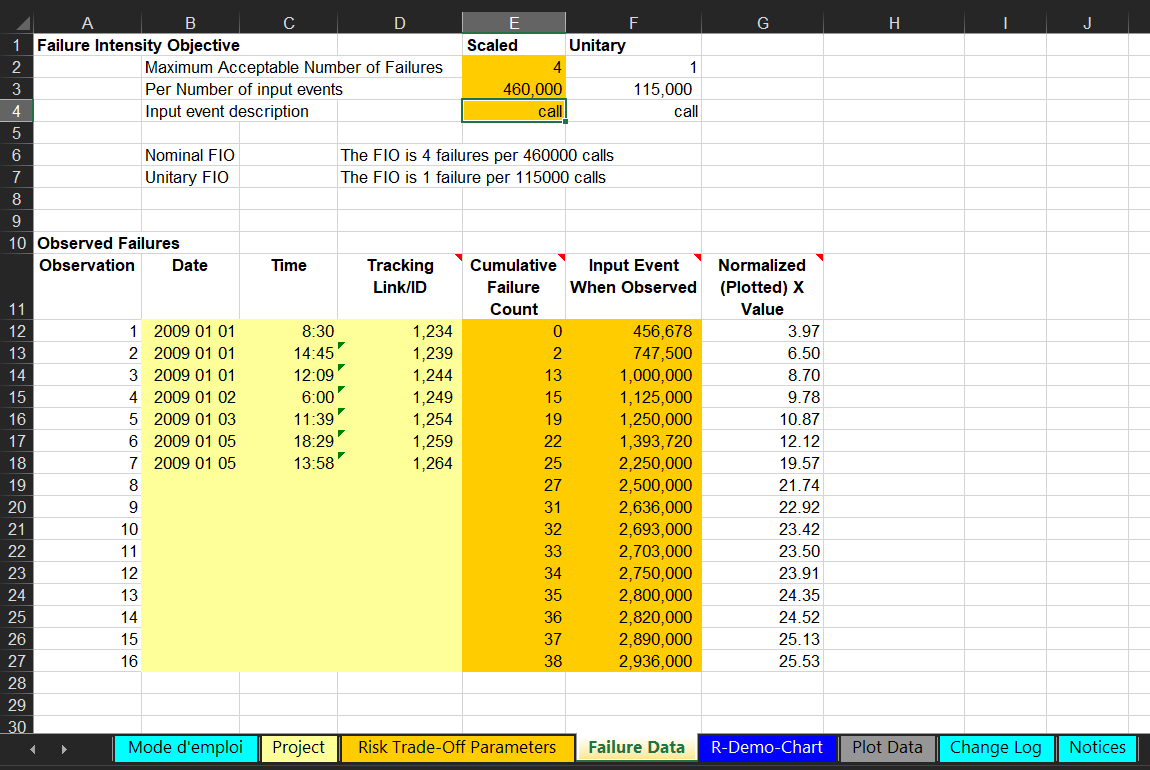 A B C D E F G H I J
1 Failure Intensity Objective Scaled Unitary
2 Maximum Acceptable Number of Failures 4 1
3 Per Number of input events 460,000 115,000
4 Input event description call call
5
6 Nominal FIO The FIO is 4 failures per 460000 calls
7 Unitary FIO The FIO is 1 failure per 115000 calls
8
9
10 Observed Failures
Observation Date Time Tracking Cumulative Input Event Normalized
Link/ID Failure When Observed (Plotted) X
11 Count Value
12 1 2009 01 01 8:30 1,234 0 456,678 3.97
13 2 2009 01 01 14:45 1,239 2 747,500 6.50
14 3 2009 01 01 12:09 1,244 13 1,000,000 8.70
15 4 2009 01 02 6:00 1,249 15 1,125,000 9.78
16 5 2009 01 03 11:39 1,254 19 1,250,000 10.87
17 6 2009 01 05 18:29 1,259 22 1,393,720 12.12
18 7 2009 01 05 13:58 1,264 25 2,250,000 19.57
19 8 27 2,500,000 21.74
20 9 31 2,636,000 22.92
21 10 32 2,693,000 23.42
22 11 33 2,703,000 23.50
23 12 34 2,750,000 23.91
24 13 35 2,800,000 24.35
25 14 36 2,820,000 24.52
26 15 37 2,890,000 25.13
27 16 38 2,936,000 25.53
28
29
30
Mode d'emploi Project Risk Trade-Off Parameters Failure Data R-Demo-Chart Plot Data Change Log Notices